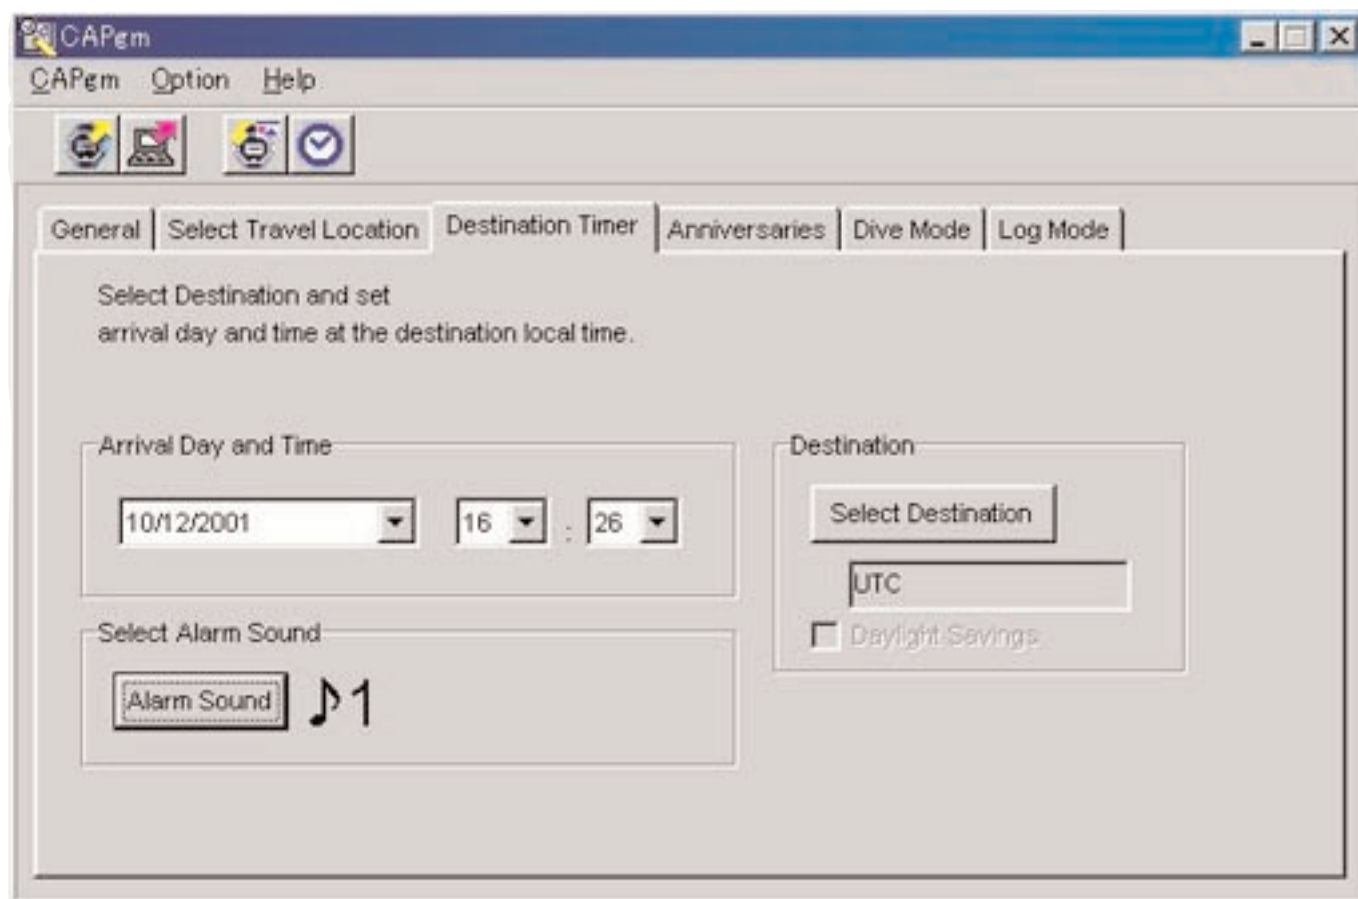 CAPgm
CAPgm Option Help
General Select Travel Location Destination Timer Anniversaries Dive Mode Log Mode
Select Destination and set
arrival day and time at the destination local time.
Arrival Day and Time
10/12/2001 16 : 26
Destination
Select Destination
UTC
Daylight Savings
Select Alarm Sound
Alarm Sound ♪1